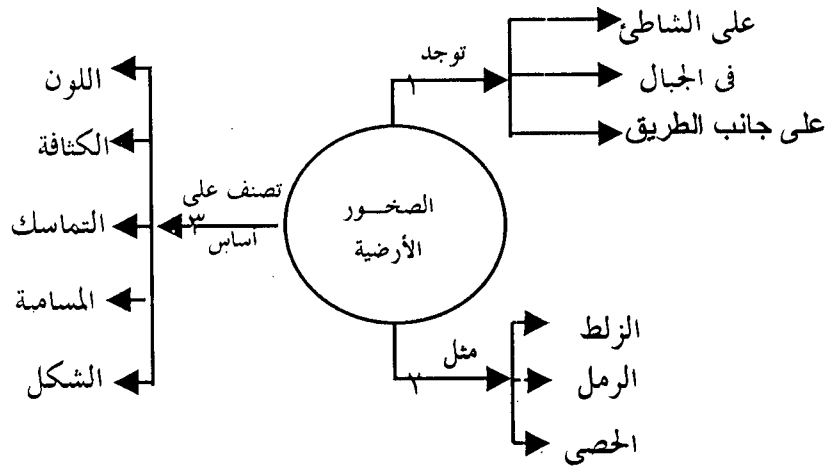 الصخور
الأرضية
توجد
١
على الشاطئ
فى الجبال
على جانب الطريق
مثل
٢
الزلط
الرمل
الحصى
تصنف على
٣
أساس
اللون
الكثافة
التماسك
المسامية
الشكل